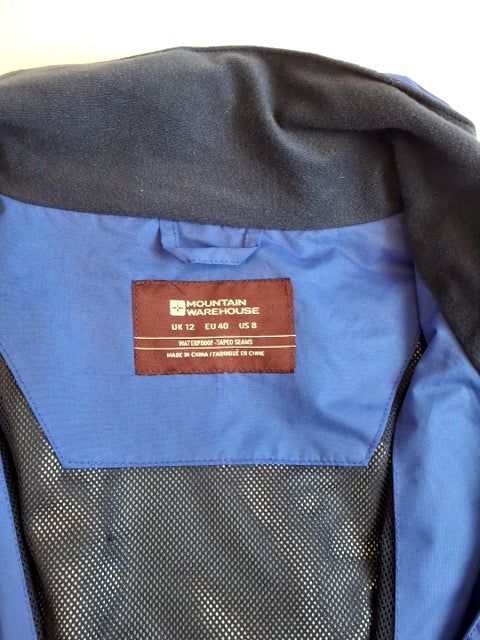 MOUNTAIN
WAREHOUSE
UK 12 EU 40 US 8
WATERPROOF-TAPED SEAMS
MADE IN CHINA / FABRIQUÉ EN CHINE